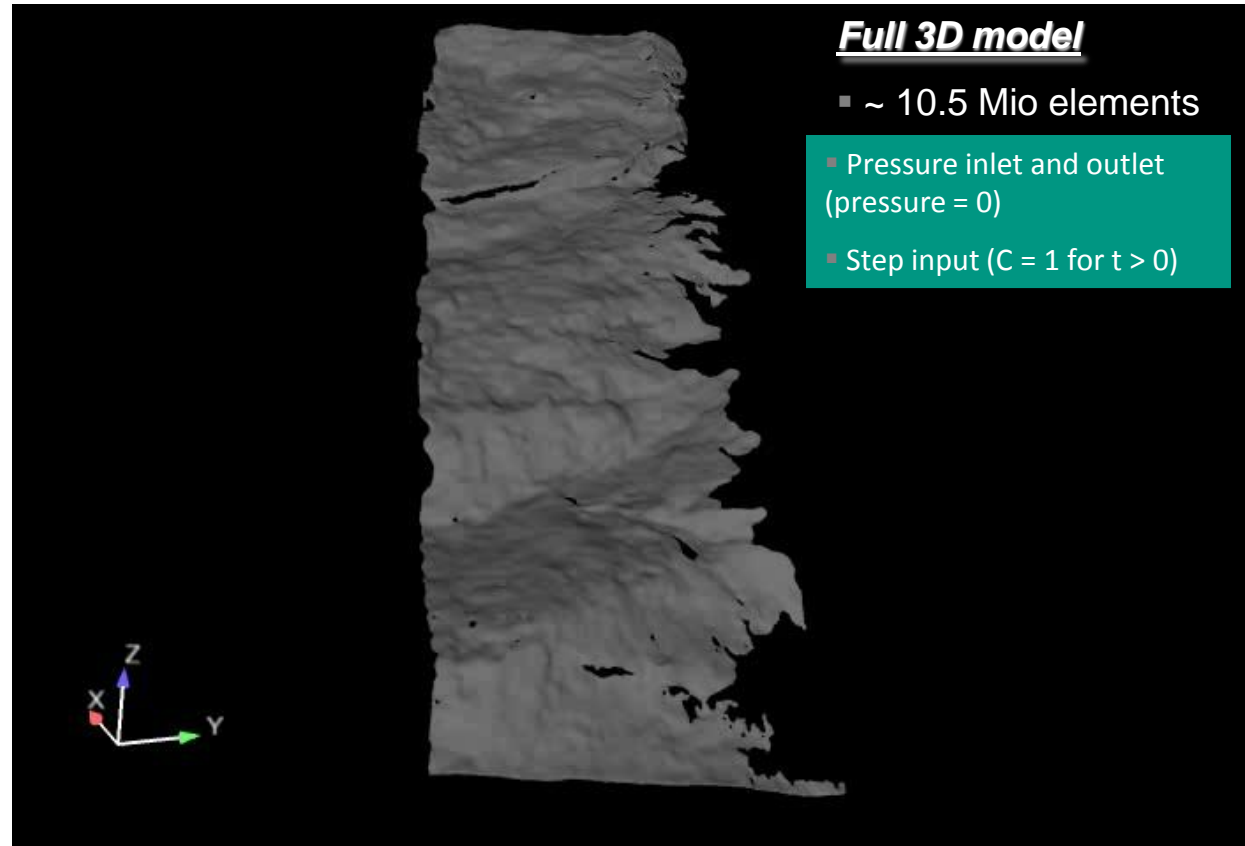 Full 3D model
▪ ~ 10.5 Mio elements
▪ Pressure inlet and outlet
(pressure = 0)
▪ Step input (C = 1 for t > 0)
Z
X
Y